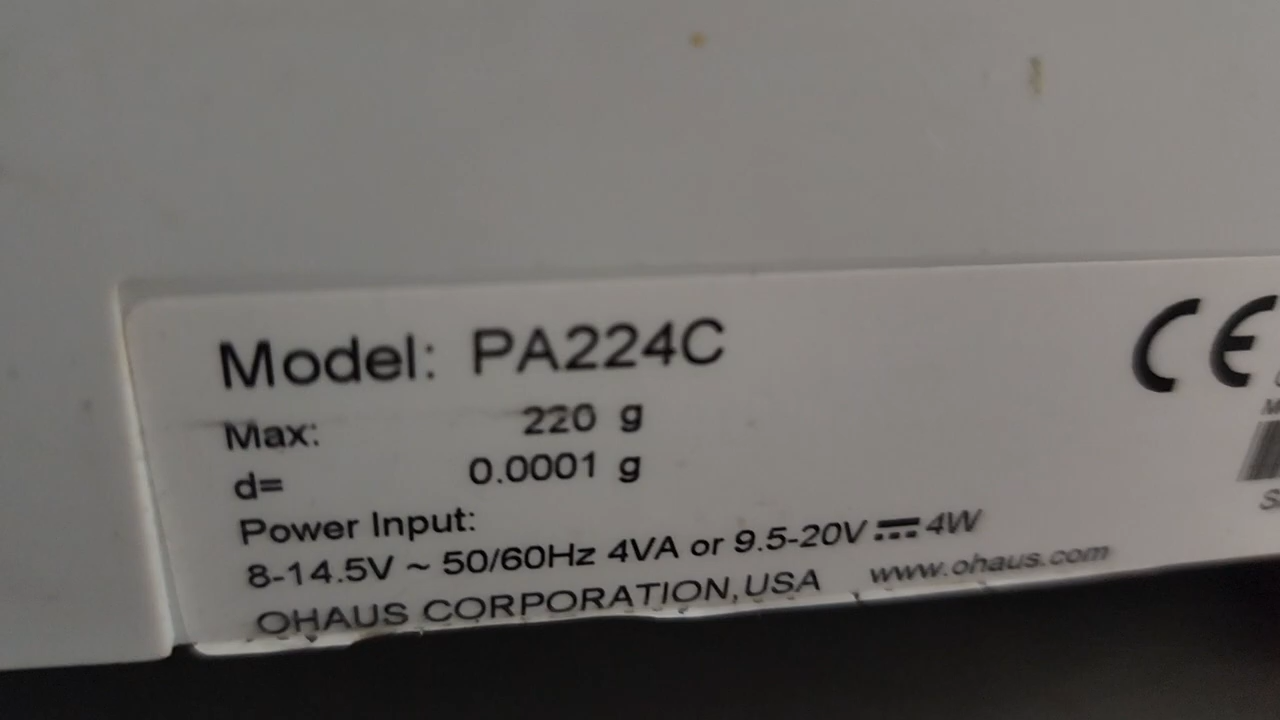 Model: PA224C
Max: 220 g
d= 0.0001 g
Power Input:
8-14.5V ~ 50/60Hz 4VA or 9.5-20V ⎓ 4W
OHAUS CORPORATION,USA www.ohaus.com
CE